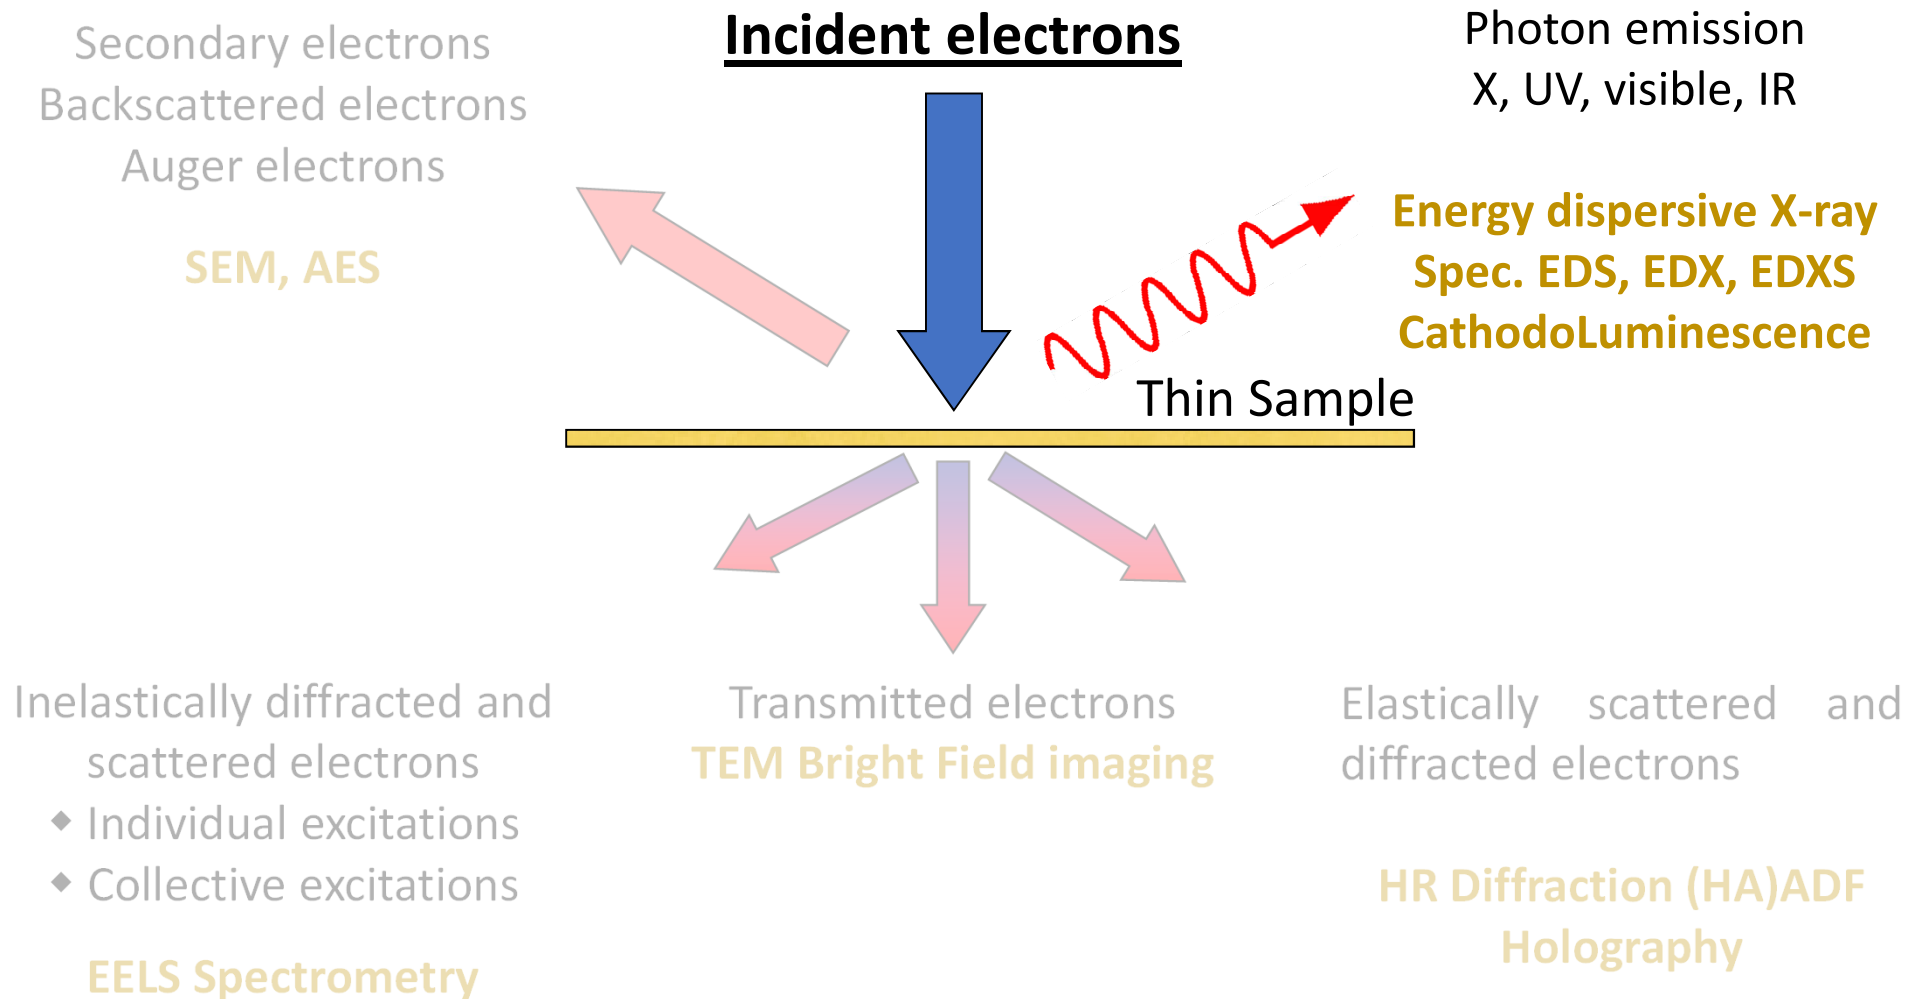 Secondary electrons
Backscattered electrons
Auger electrons
SEM, AES
Incident electrons
Photon emission
X, UV, visible, IR
Energy dispersive X-ray
Spec. EDS, EDX, EDXS
CathodoLuminescence
Thin Sample
Inelastically diffracted and
scattered electrons
◆ Individual excitations
◆ Collective excitations
EELS Spectrometry
Transmitted electrons
TEM Bright Field imaging
Elastically scattered and
diffracted electrons
HR Diffraction (HA)ADF
Holography